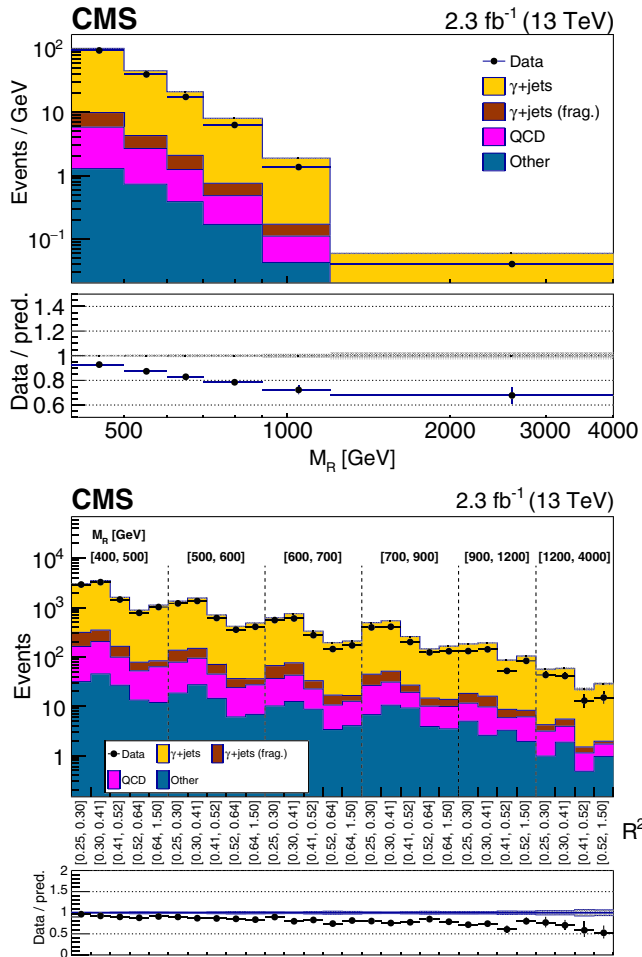 CMS 2.3 fb⁻¹ (13 TeV)
Data
γ+jets
γ+jets (frag.)
QCD
Other
Events / GeV
10²
10
1
10⁻¹
Data / pred.
1.4
1.2
1
0.8
0.6
500 1000 2000 3000 4000
M_R [GeV]
CMS 2.3 fb⁻¹ (13 TeV)
M_R [GeV]
[400, 500] [500, 600] [600, 700] [700, 900] [900, 1200] [1200, 4000]
Events
10⁴
10³
10²
10
1
Data γ+jets γ+jets (frag.)
QCD Other
[0.25, 0.30]
[0.30, 0.41]
[0.41, 0.52]
[0.52, 0.64]
[0.64, 1.50]
[0.25, 0.30]
[0.30, 0.41]
[0.41, 0.52]
[0.52, 0.64]
[0.64, 1.50]
[0.25, 0.30]
[0.30, 0.41]
[0.41, 0.52]
[0.52, 0.64]
[0.64, 1.50]
[0.25, 0.30]
[0.30, 0.41]
[0.41, 0.52]
[0.52, 0.64]
[0.64, 1.50]
[0.25, 0.30]
[0.30, 0.41]
[0.41, 0.52]
[0.52, 1.50]
[0.25, 0.30]
[0.30, 0.41]
[0.41, 0.52]
[0.52, 1.50]
R²
Data / pred.
2
1.5
1
0.5
0